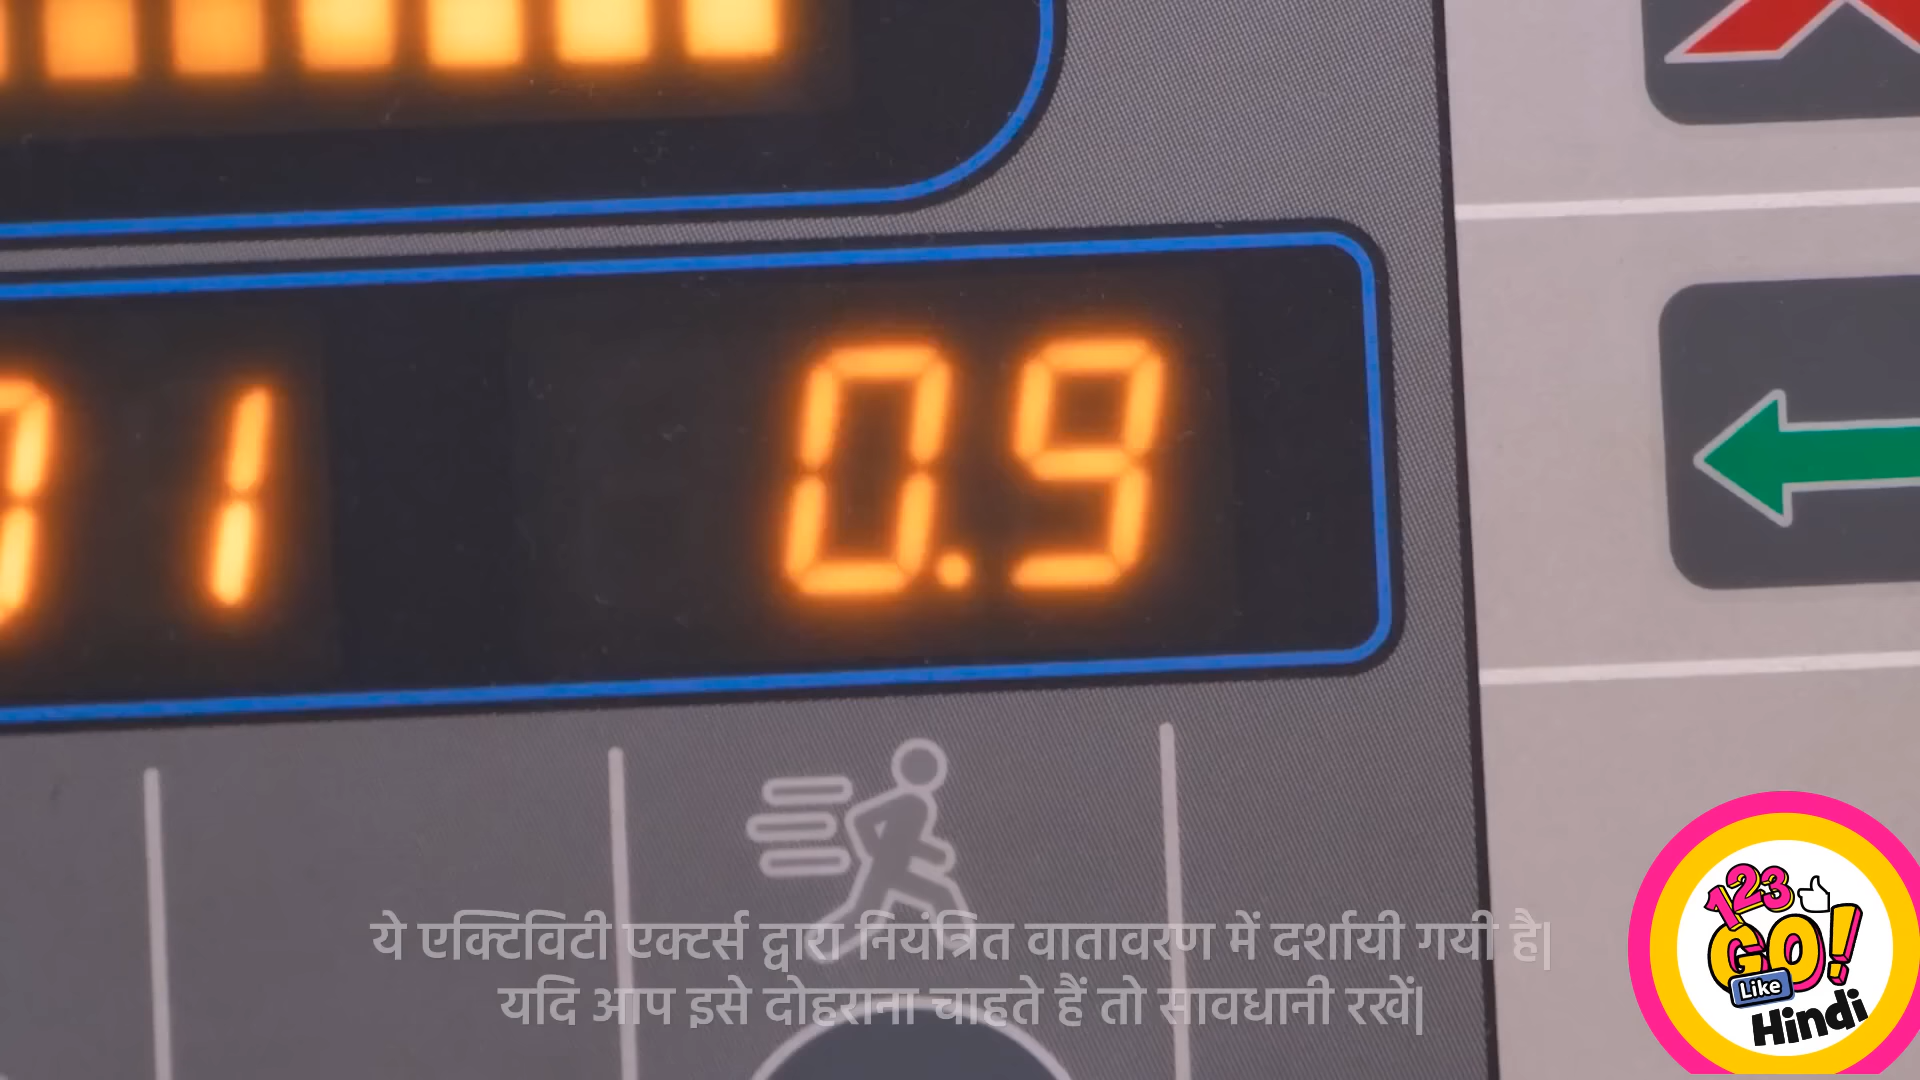 1 0.9
ये एक्टिविटी एक्टर्स द्वारा नियंत्रित वातावरण में दर्शायी गयी है|
यदि आप इसे दोहराना चाहते हैं तो सावधानी रखें|
123
GO!
Like
Hindi